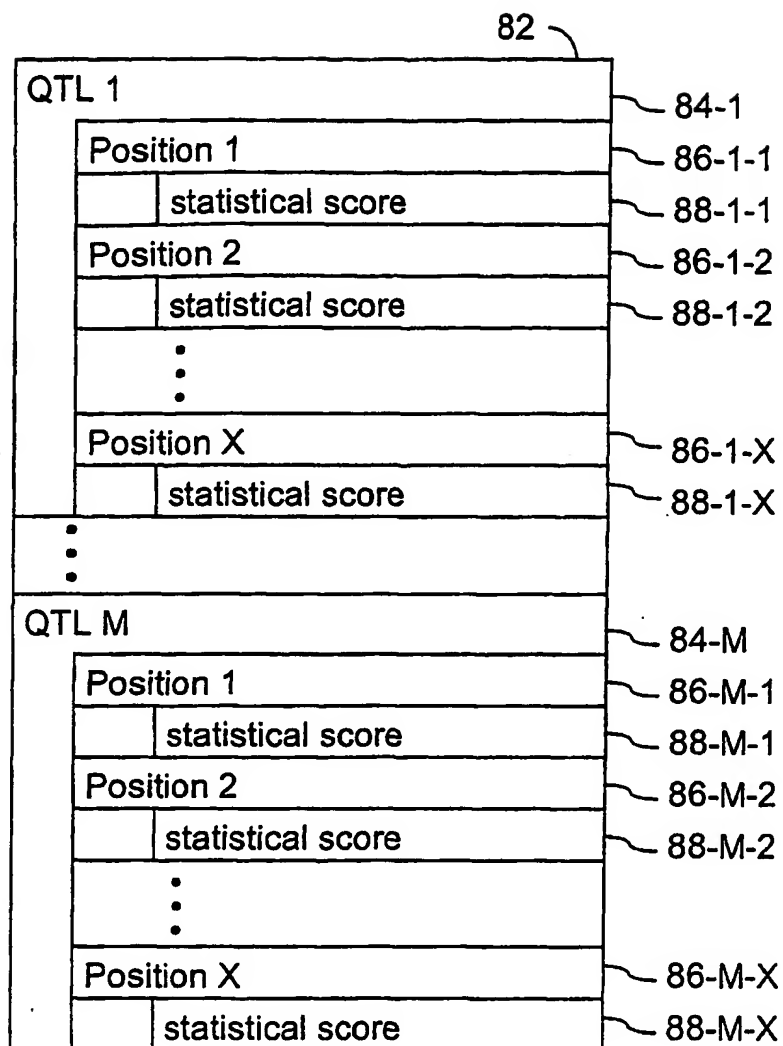 82
QTL 1
84-1
Position 1
86-1-1
statistical score
88-1-1
Position 2
86-1-2
statistical score
88-1-2
Position X
86-1-X
statistical score
88-1-X
QTL M
84-M
Position 1
86-M-1
statistical score
88-M-1
Position 2
86-M-2
statistical score
88-M-2
Position X
86-M-X
statistical score
88-M-X